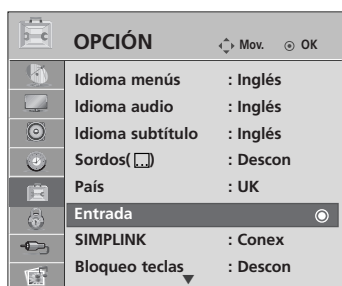 OPCIÓN Mov. OK
Idioma menús : Inglés
Idioma audio : Inglés
Idioma subtítulo : Inglés
Sordos( ) : Descon
País : UK
Entrada
SIMPLINK : Conex
Bloqueo teclas : Descon